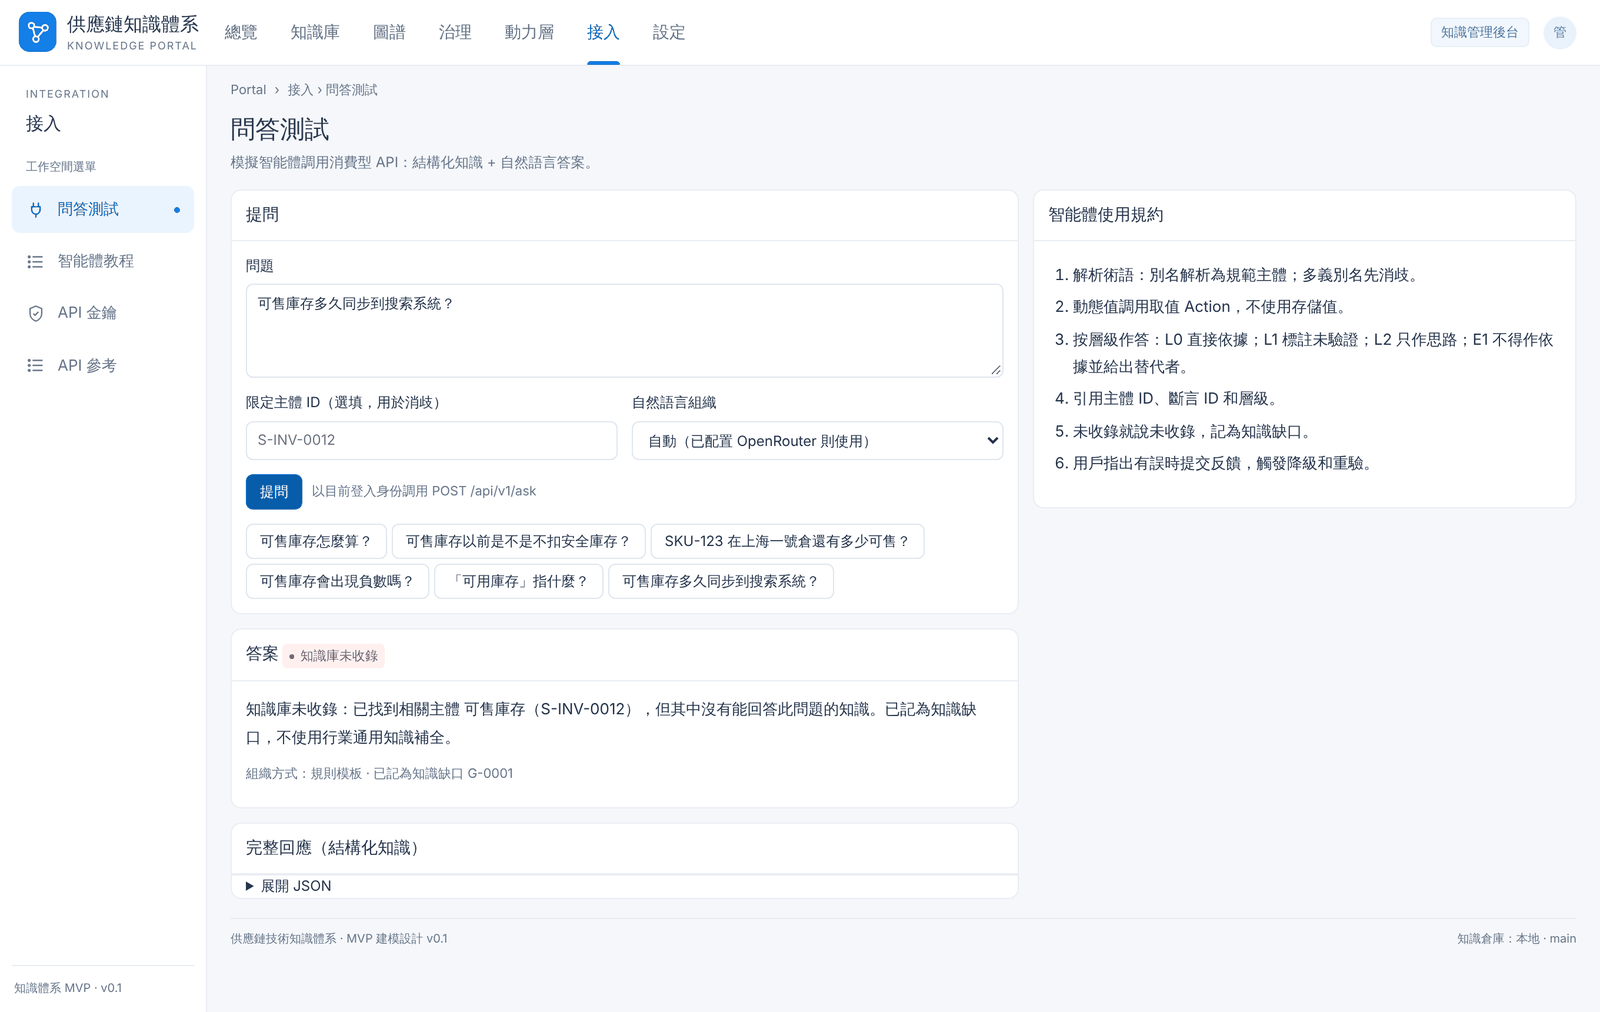 供應鏈知識體系
KNOWLEDGE PORTAL
總覽
知識庫
圖譜
治理
動力層
接入
設定
知識管理後台
管
INTEGRATION
接入
工作空間選單
問答測試
智能體教程
API 金鑰
API 參考
知識體系 MVP · v0.1
Portal › 接入 › 問答測試
問答測試
模擬智能體調用消費型 API：結構化知識 + 自然語言答案。
提問
問題
可售庫存多久同步到搜索系統？
限定主體 ID（選填，用於消歧）
自然語言組織
S-INV-0012
自動（已配置 OpenRouter 則使用）
提問
以目前登入身份調用 POST /api/v1/ask
可售庫存怎麼算？
可售庫存以前是不是不扣安全庫存？
SKU-123 在上海一號倉還有多少可售？
可售庫存會出現負數嗎？
「可用庫存」指什麼？
可售庫存多久同步到搜索系統？
答案
知識庫未收錄
知識庫未收錄：已找到相關主體 可售庫存（S-INV-0012），但其中沒有能回答此問題的知識。已記為知識缺
口，不使用行業通用知識補全。
組織方式：規則模板 · 已記為知識缺口 G-0001
完整回應（結構化知識）
展開 JSON
智能體使用規約
1. 解析術語：別名解析為規範主體；多義別名先消歧。
2. 動態值調用取值 Action，不使用存儲值。
3. 按層級作答：L0 直接依據；L1 標註未驗證；L2 只作思路；E1 不得作依
據並給出替代者。
4. 引用主體 ID、斷言 ID 和層級。
5. 未收錄就說未收錄，記為知識缺口。
6. 用戶指出有誤時提交反饋，觸發降級和重驗。
供應鏈技術知識體系 · MVP 建模設計 v0.1
知識倉庫：本地 · main